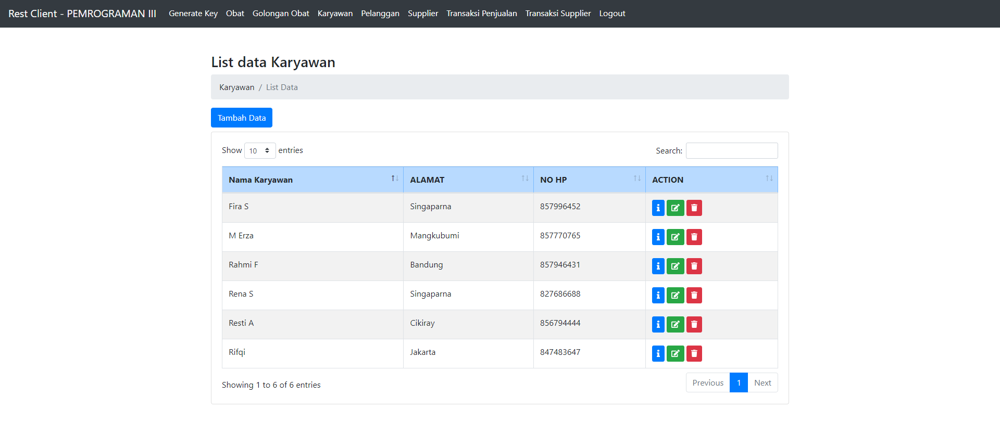 Rest Client - PEMROGRAMAN III Generate Key Obat Golongan Obat Karyawan Pelanggan Supplier Transaksi Penjualan Transaksi Supplier Logout
List data Karyawan
Karyawan / List Data
Tambah Data
Show 10 entries Search:
Nama Karyawan ALAMAT NO HP ACTION
Fira S Singaparna 857996452
M Erza Mangkubumi 857770765
Rahmi F Bandung 857946431
Rena S Singaparna 827686688
Resti A Cikiray 856794444
Rifqi Jakarta 847483647
Showing 1 to 6 of 6 entries Previous 1 Next